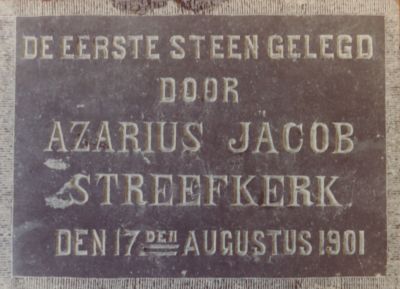 DE EERSTE STEEN GELEGD
DOOR
AZARIUS JACOB
STREEFKERK
DEN 17DEN AUGUSTUS 1901